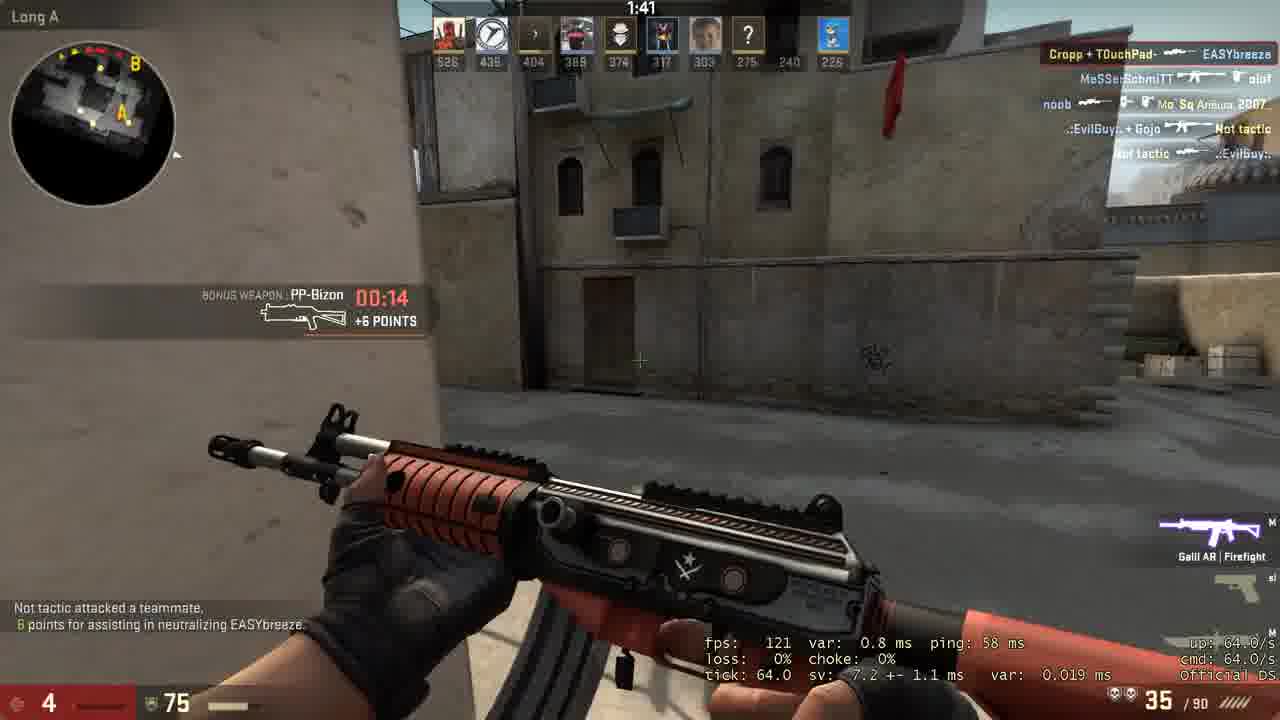 Long A
1:41
B
A
526 435 404 389 374 317 303 275 240 226
?
Cropp + T0uchPad- EASYbreeze
MeSSerSchmiTT olof
noob
.:EvilGuy:. + Gojo Not tactic
Not tactic .:EvilGuy:.
BONUS WEAPON: PP-Bizon 00:14
+6 POINTS
Galil AR | Firefight
Not tactic attacked a teammate.
6 points for assisting in neutralizing EASYbreeze.
fps: 121 var: 0.8 ms ping: 58 ms
loss: 0% choke: 0%
tick: 64.0 sv: 7.2 +- 1.1 ms var: 0.019 ms
up: 64.0/s
cmd: 64.0/s
Official DS
4 75
35 / 90